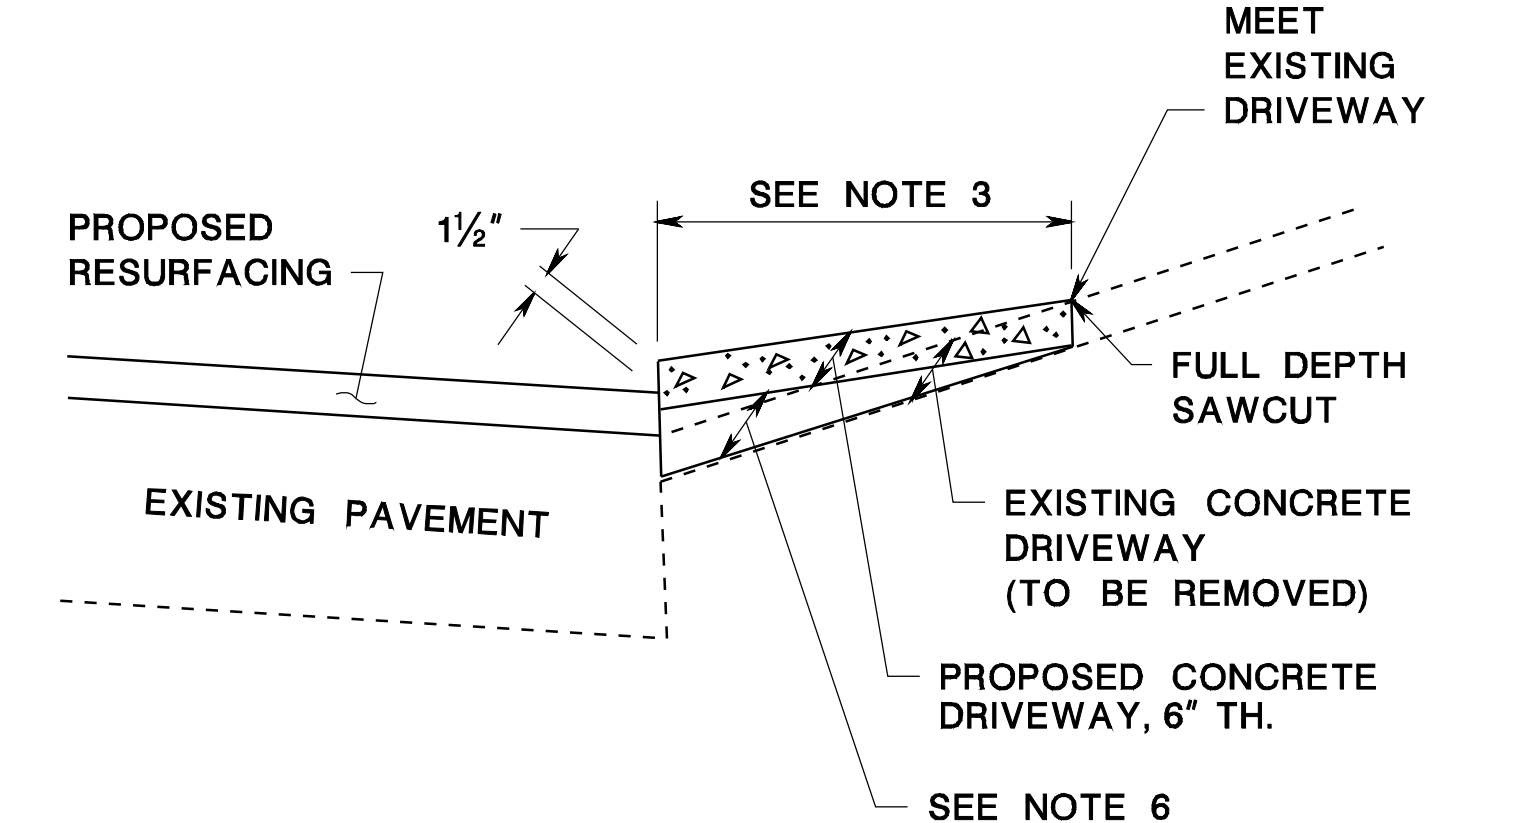 MEET
EXISTING
DRIVEWAY
SEE NOTE 3
PROPOSED
RESURFACING
1½"
FULL DEPTH
SAWCUT
EXISTING PAVEMENT
EXISTING CONCRETE
DRIVEWAY
(TO BE REMOVED)
PROPOSED CONCRETE
DRIVEWAY, 6" TH.
SEE NOTE 6